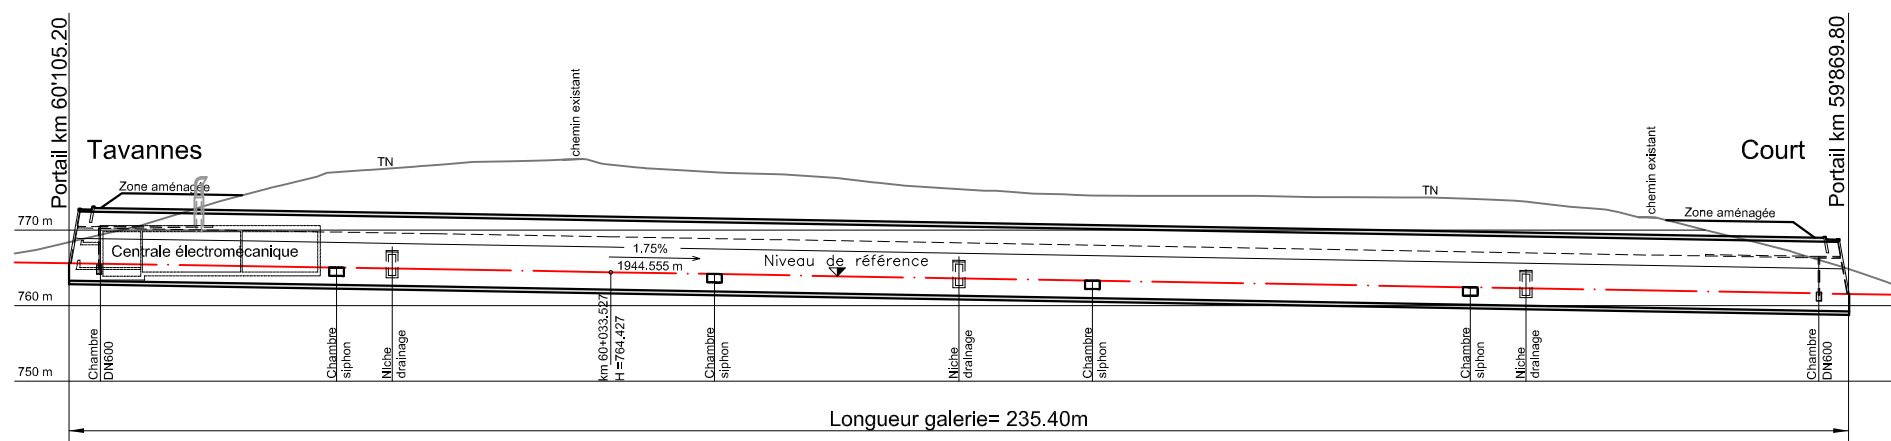 Portail km 60'105.20
Tavannes
Zone aménagée
TN
chemin existant
TN
chemin existant
Court
Zone aménagée
Portail km 59'869.80
770 m
Centrale électromécanique
1.75%
1944.555 m
Niveau de référence
760 m
750 m
Chambre
DN600
Chambre
siphon
Niche
drainage
km 60+033.527
H =764.427
Chambre
siphon
Niche
drainage
Chambre
siphon
Chambre
siphon
Niche
drainage
Chambre
DN600
Longueur galerie= 235.40m